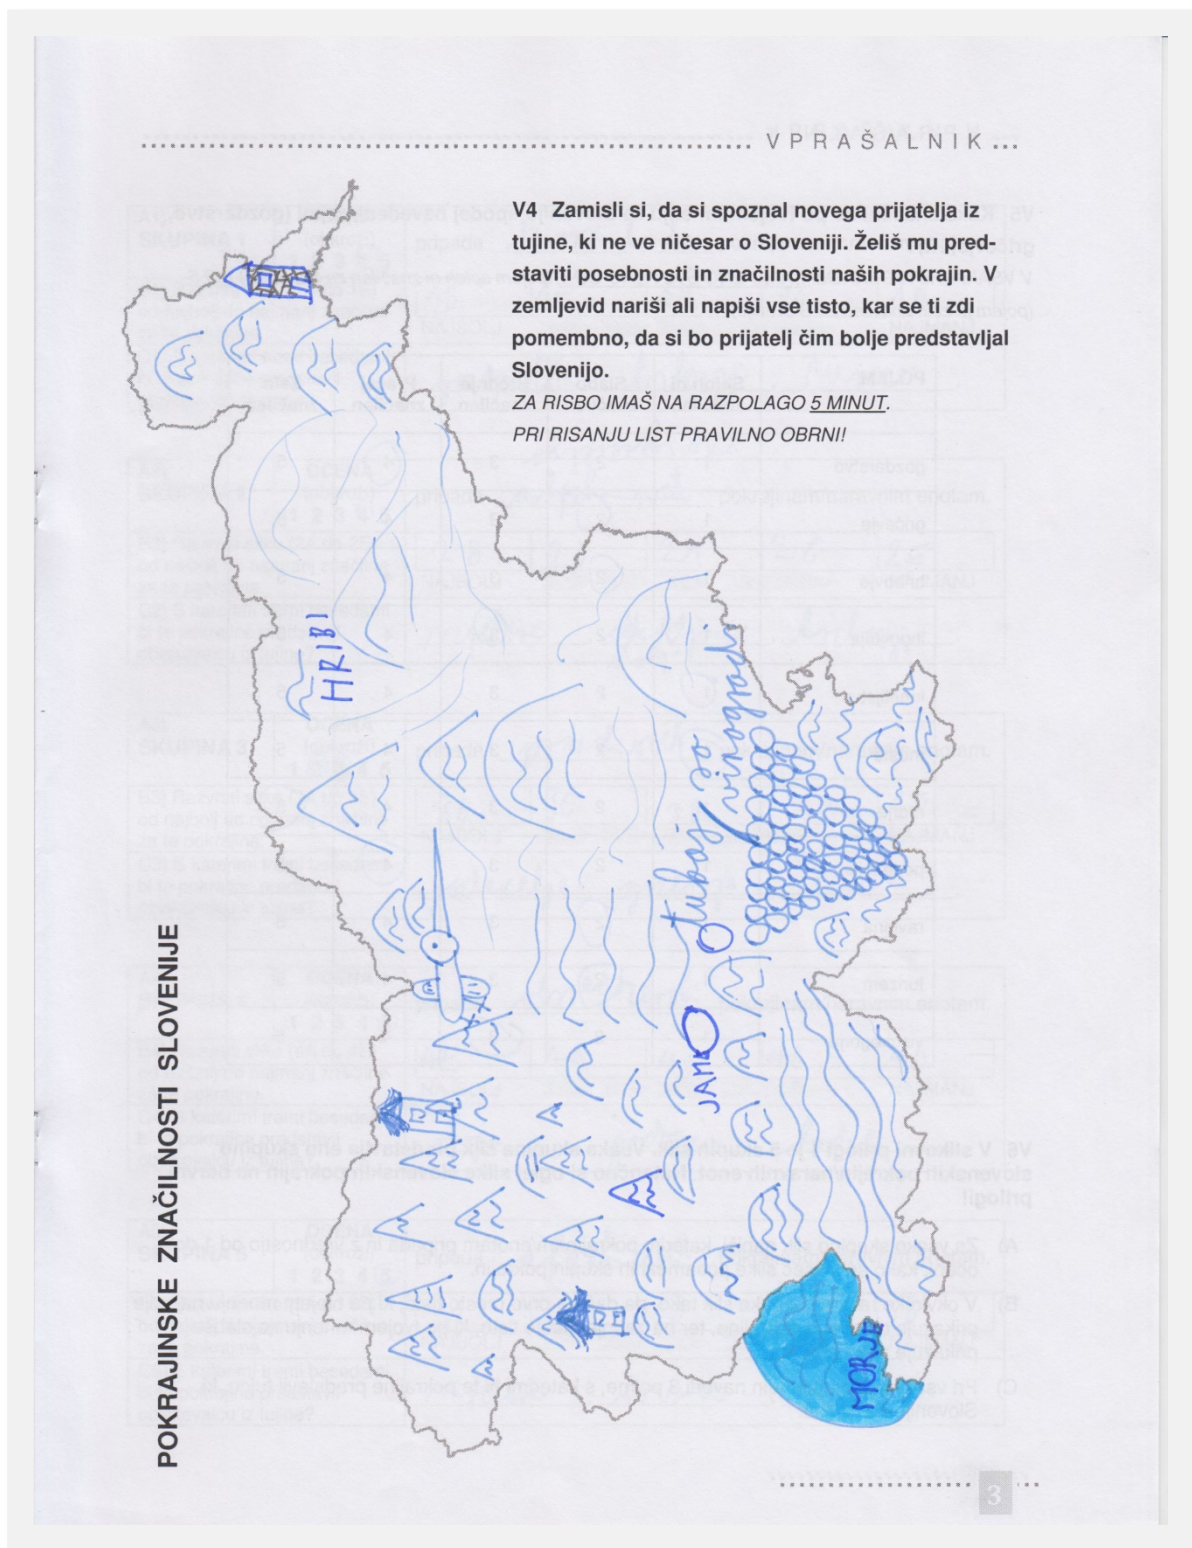 VPRAŠALNIK
V4 Zamisli si, da si spoznal novega prijatelja iz
tujine, ki ne ve ničesar o Sloveniji. Želiš mu pred-
staviti posebnosti in značilnosti naših pokrajin. V
zemljevid nariši ali napiši vse tisto, kar se ti zdi
pomembno, da si bo prijatelj čim bolje predstavljal
Slovenijo.
ZA RISBO IMAŠ NA RAZPOLAGO 5 MINUT.
PRI RISANJU LIST PRAVILNO OBRNI!
POKRAJINSKE ZNAČILNOSTI SLOVENIJE
HRIBI
JAMA
MORJE
3